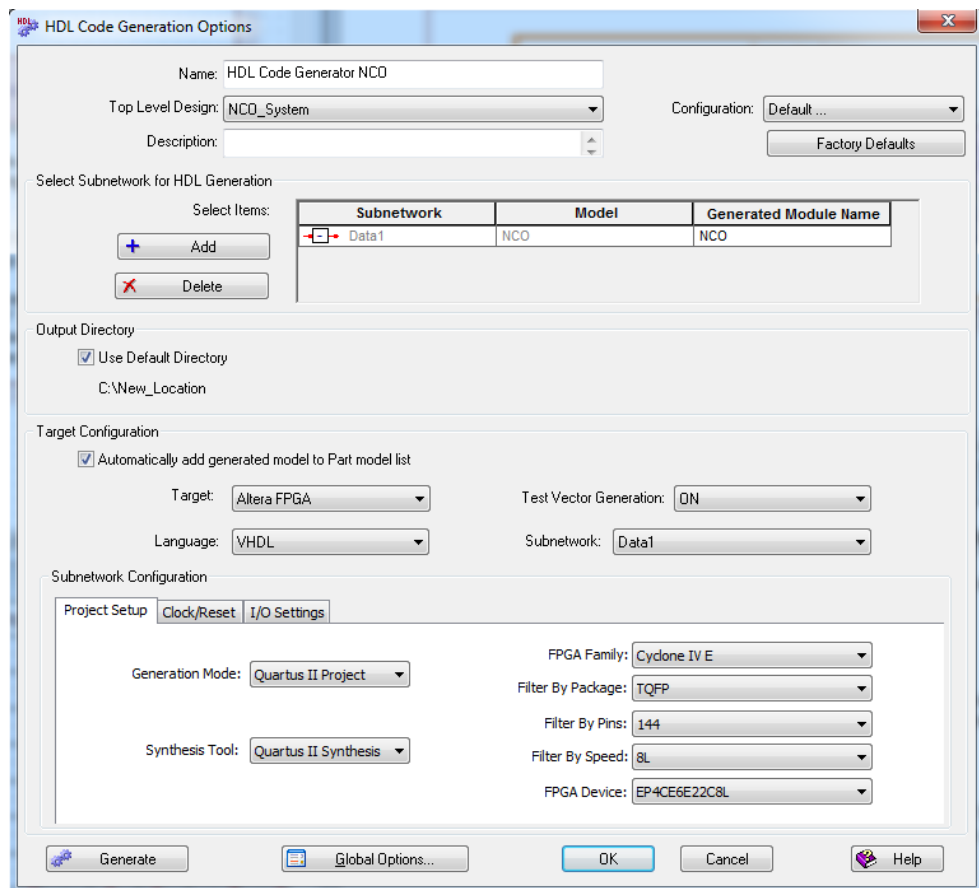 HDL Code Generation Options
Name: HDL Code Generator NCO
Top Level Design: NCO_System Configuration: Default ...
Description: Factory Defaults
Select Subnetwork for HDL Generation
Select Items: Subnetwork Model Generated Module Name
Add Data1 NCO NCO
Delete
Output Directory
Use Default Directory
C:\New_Location
Target Configuration
Automatically add generated model to Part model list
Target: Altera FPGA Test Vector Generation: ON
Language: VHDL Subnetwork: Data1
Subnetwork Configuration
Project Setup Clock/Reset I/O Settings
FPGA Family: Cyclone IV E
Generation Mode: Quartus II Project
Filter By Package: TQFP
Filter By Pins: 144
Synthesis Tool: Quartus II Synthesis
Filter By Speed: 8L
FPGA Device: EP4CE6E22C8L
Generate Global Options... OK Cancel Help